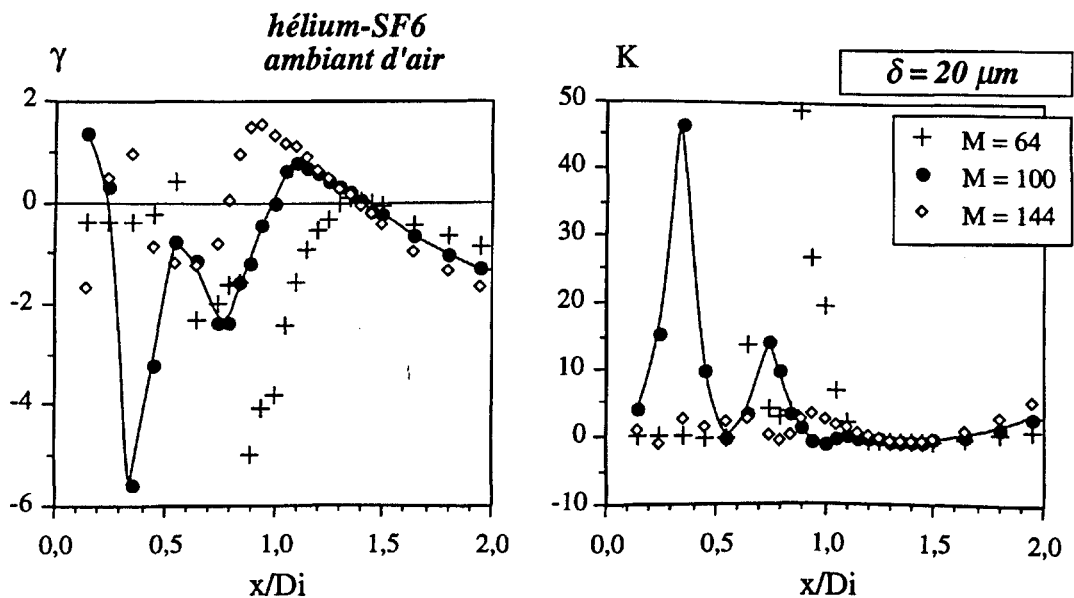 hélium-SF6
ambiant d'air
γ
2
0
-2
-4
-6
0,0 0,5 1,0 1,5 2,0
x/Di
K
δ = 20 μm
50
40
30
20
10
0
-10
M = 64
M = 100
M = 144
0,0 0,5 1,0 1,5 2,0
x/Di